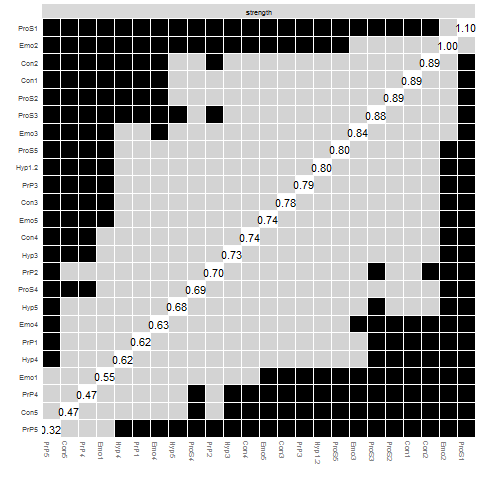 strength
ProS1 1.10
Emo2 1.00
Con2 0.89
Con1 0.89
ProS2 0.89
ProS3 0.88
Emo3 0.84
ProS5 0.80
Hyp1.2 0.80
PrP3 0.79
Con3 0.78
Emo5 0.74
Con4 0.74
Hyp3 0.73
PrP2 0.70
ProS4 0.69
Hyp5 0.68
Emo4 0.63
PrP1 0.62
Hyp4 0.62
Emo1 0.55
PrP4 0.47
Con5 0.47
PrP5 0.32
PrP5 Con5 PrP4 Emo1 Hyp4 PrP1 Emo4 Hyp5 ProS4 PrP2 Hyp3 Con4 Emo5 Con3 PrP3 Hyp1.2 ProS5 Emo3 ProS3 ProS2 Con1 Con2 Emo2 ProS1